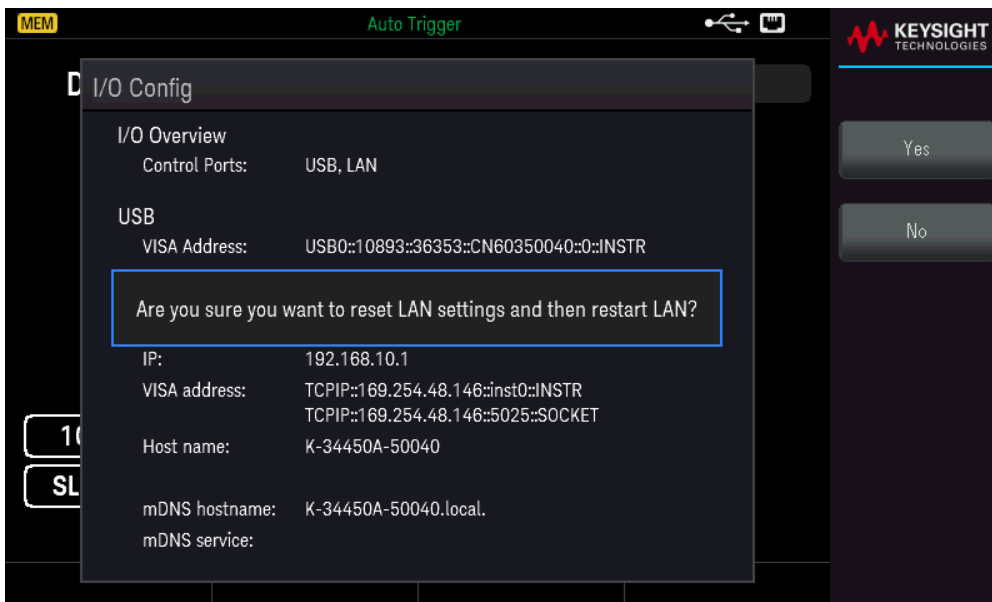 MEM
Auto Trigger
KEYSIGHT
TECHNOLOGIES
D
I/O Config
I/O Overview
Control Ports: USB, LAN
Yes
USB
No
VISA Address: USB0::10893::36353::CN60350040::0::INSTR
Are you sure you want to reset LAN settings and then restart LAN?
IP: 192.168.10.1
VISA address: TCPIP::169.254.48.146::inst0::INSTR
TCPIP::169.254.48.146::5025::SOCKET
Host name: K-34450A-50040
mDNS hostname: K-34450A-50040.local.
mDNS service:
10
SL